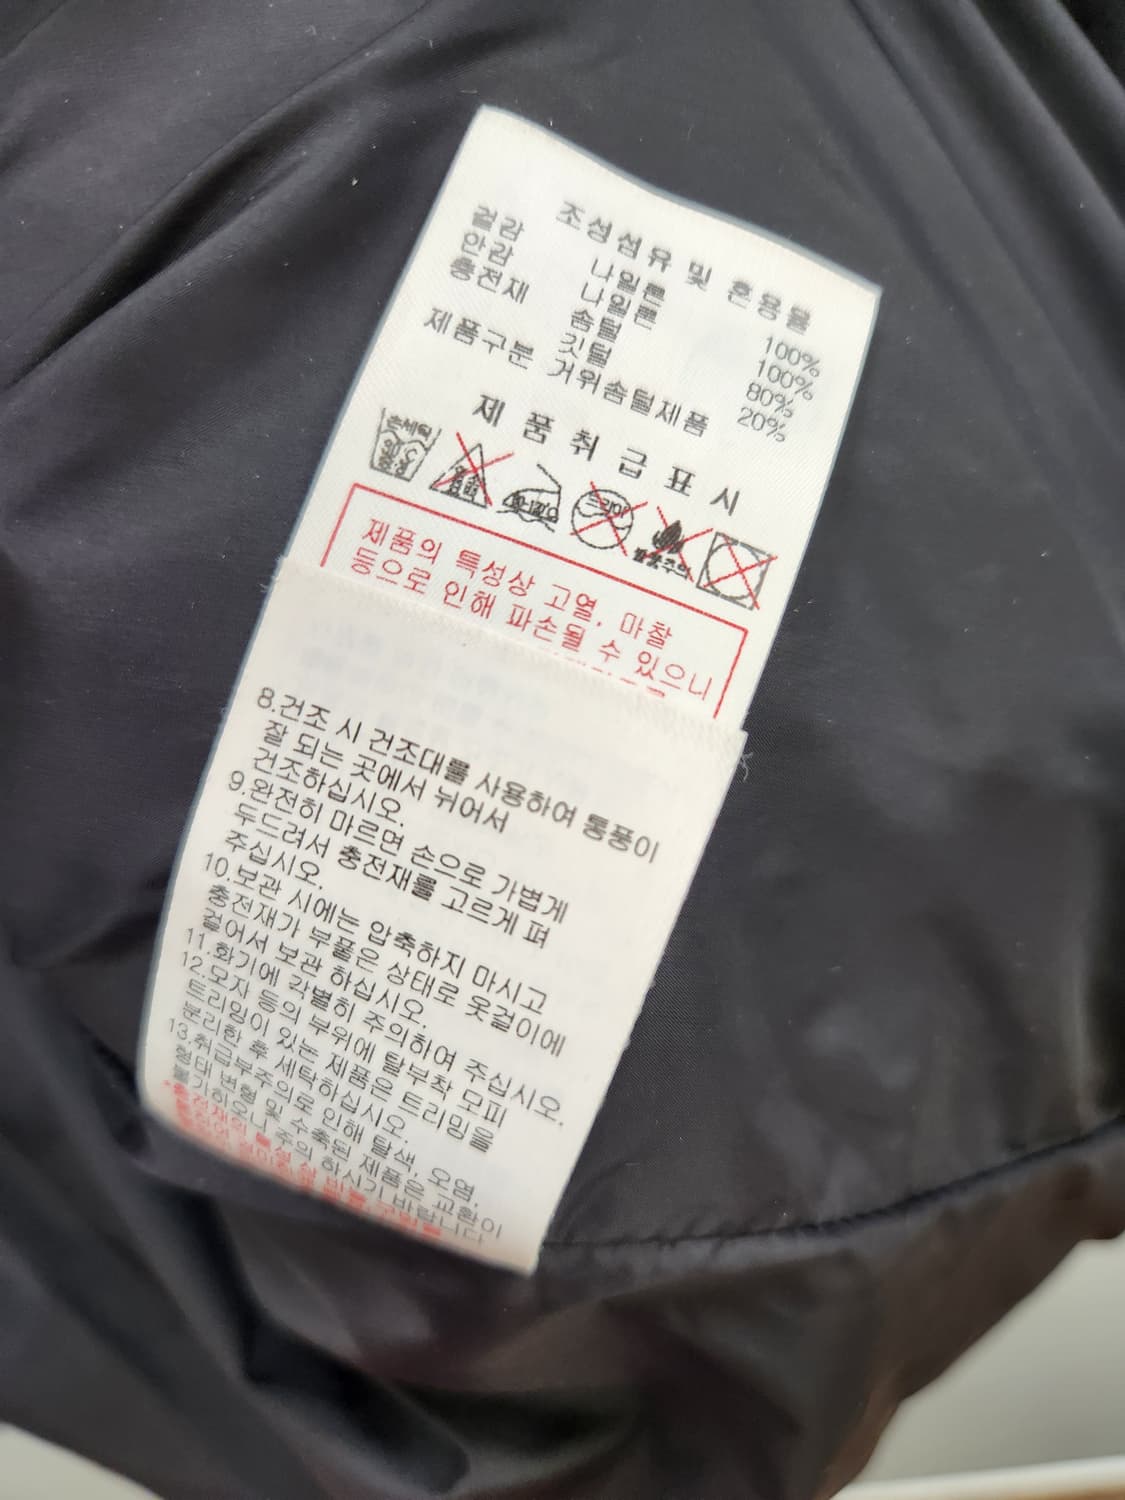 조성섬유 및 혼용율
겉감 나일론 100%
안감 나일론 100%
충전재 솜털 80%
깃털 20%
제품구분 거위솜털제품
제 품 취 급 표 시
손세탁
드라이
제품의 특성상 고열, 마찰
등으로 인해 파손될 수 있으니
8.건조 시 건조대를 사용하여 통풍이
잘 되는 곳에서 뉘어서
건조하십시오.
9.완전히 마르면 손으로 가볍게
두드려서 충전재를 고르게 펴
주십시오.
10.보관 시에는 압축하지 마시고
충전재가 부풀은 상태로 옷걸이에
걸어서 보관 하십시오.
11.화기에 각별히 주의하여 주십시오.
12.모자 등의 부위에 탈부착 모피
트리밍이 있는 제품은 트리밍을
분리한 후 세탁하십시오.
13.취급부주의로 인해 탈색, 오염,
형태변형 및 수축된 제품은 교환이
불가하오니 주의 하시기 바랍니다